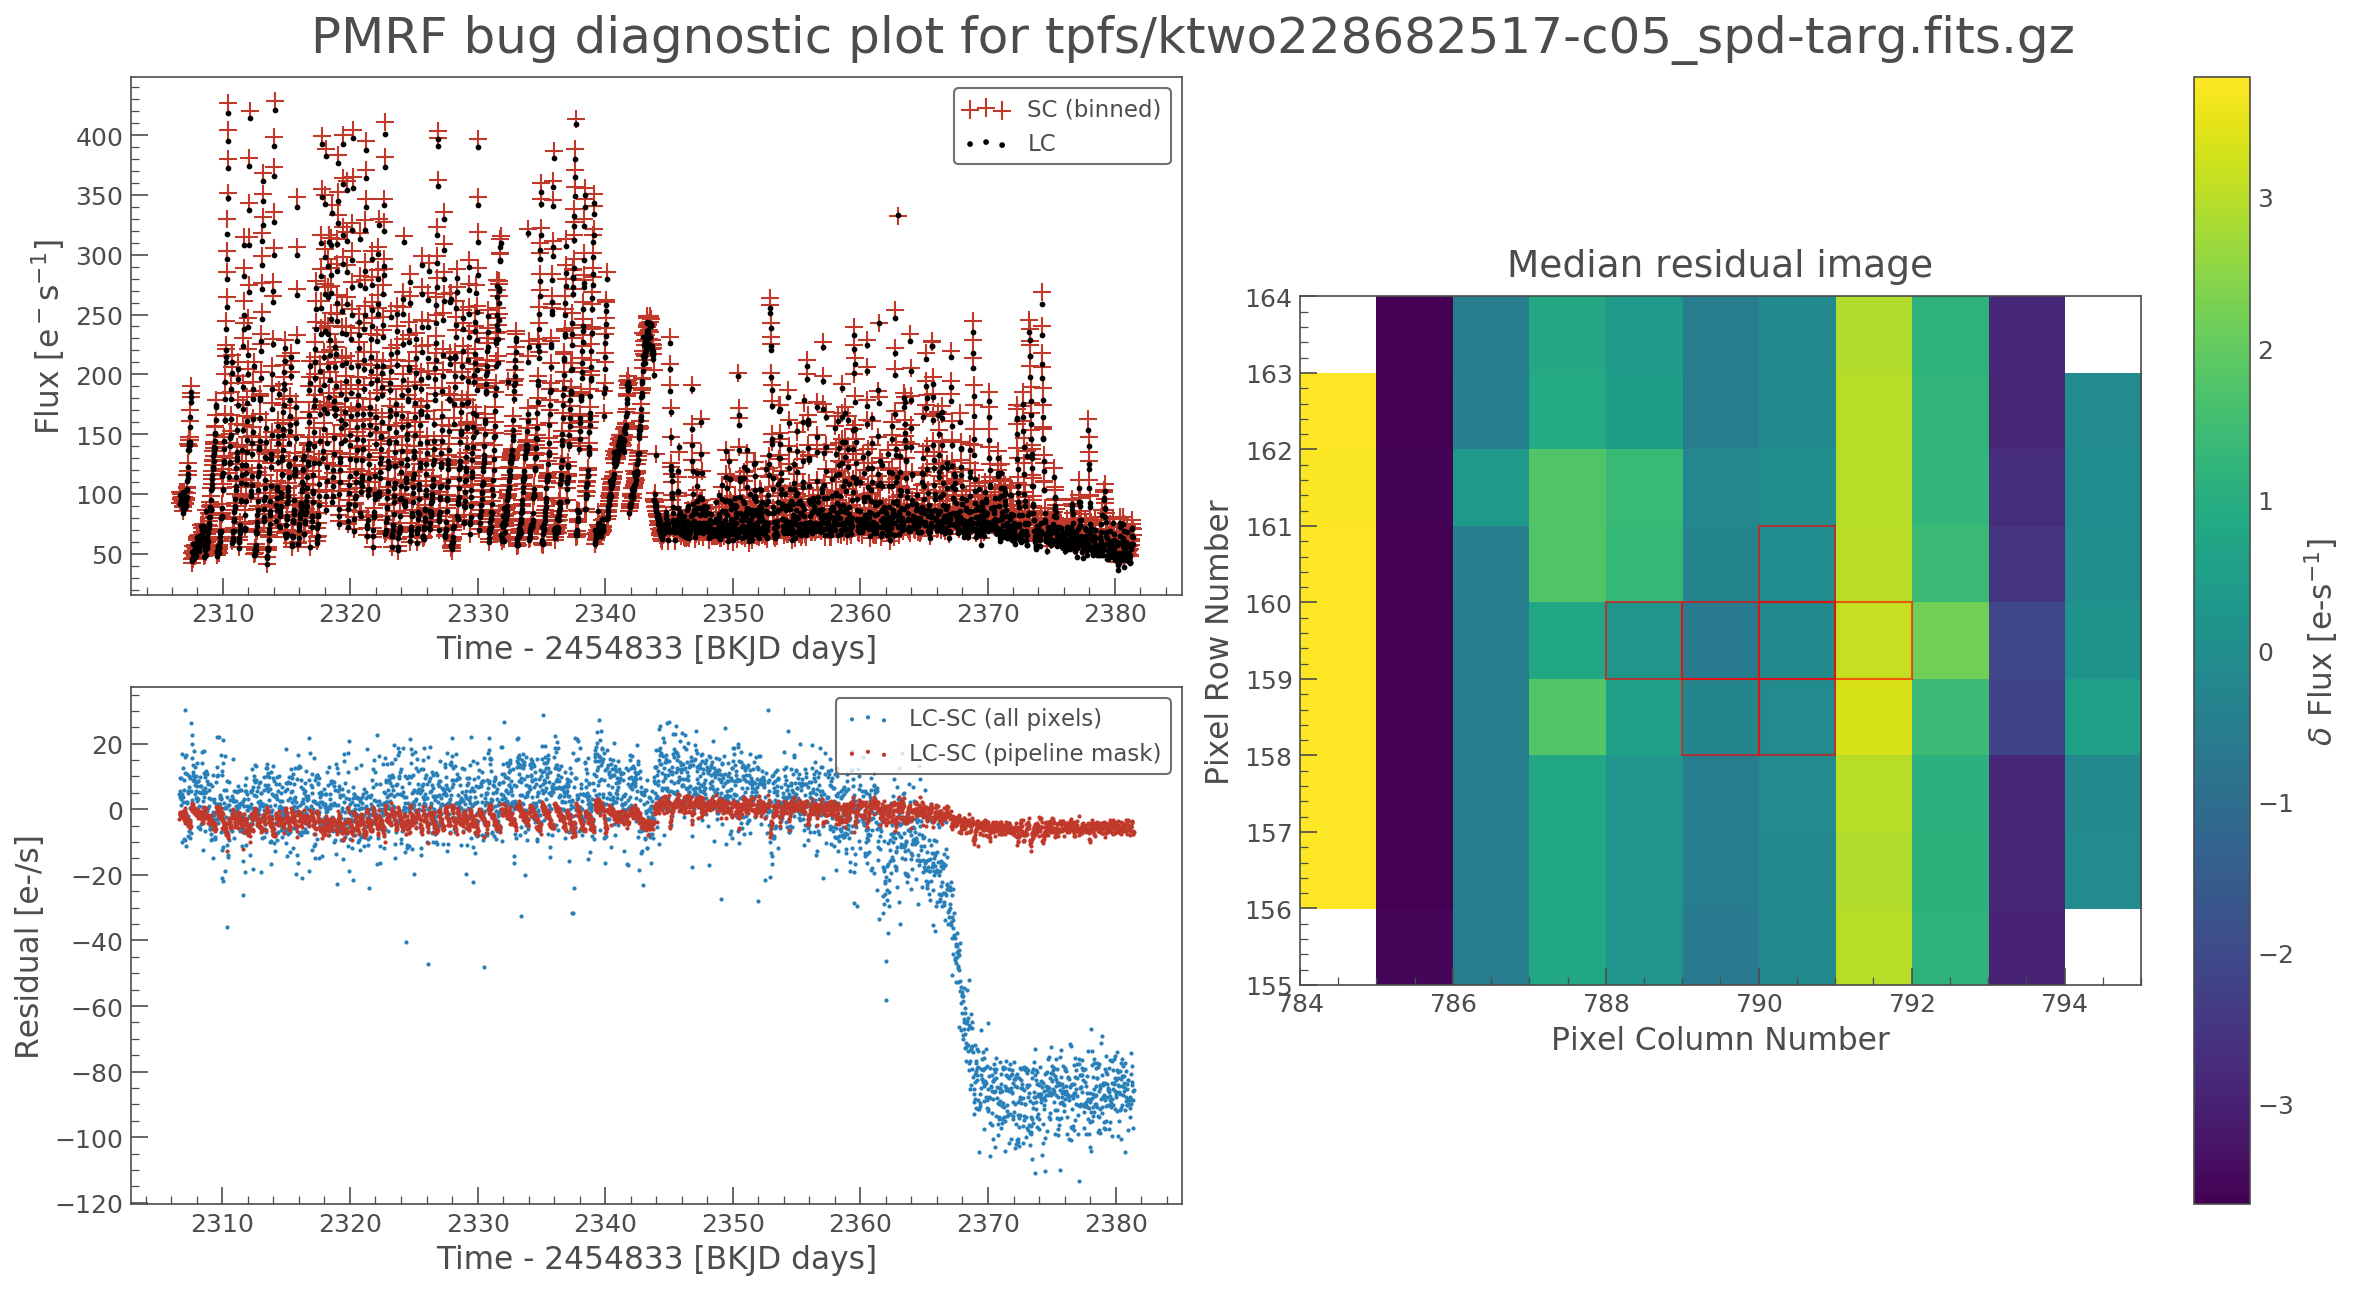 PMRF bug diagnostic plot for tpfs/ktwo228682517-c05_spd-targ.fits.gz
Flux [e⁻ s⁻¹]
400
350
300
250
200
150
100
50
SC (binned)
LC
2310 2320 2330 2340 2350 2360 2370 2380
Time - 2454833 [BKJD days]
Residual [e-/s]
20
0
−20
−40
−60
−80
−100
−120
LC-SC (all pixels)
LC-SC (pipeline mask)
2310 2320 2330 2340 2350 2360 2370 2380
Time - 2454833 [BKJD days]
Median residual image
Pixel Row Number
164
163
162
161
160
159
158
157
156
155
784 786 788 790 792 794
Pixel Column Number
3
2
1
0
−1
−2
−3
δ Flux [e-s⁻¹]